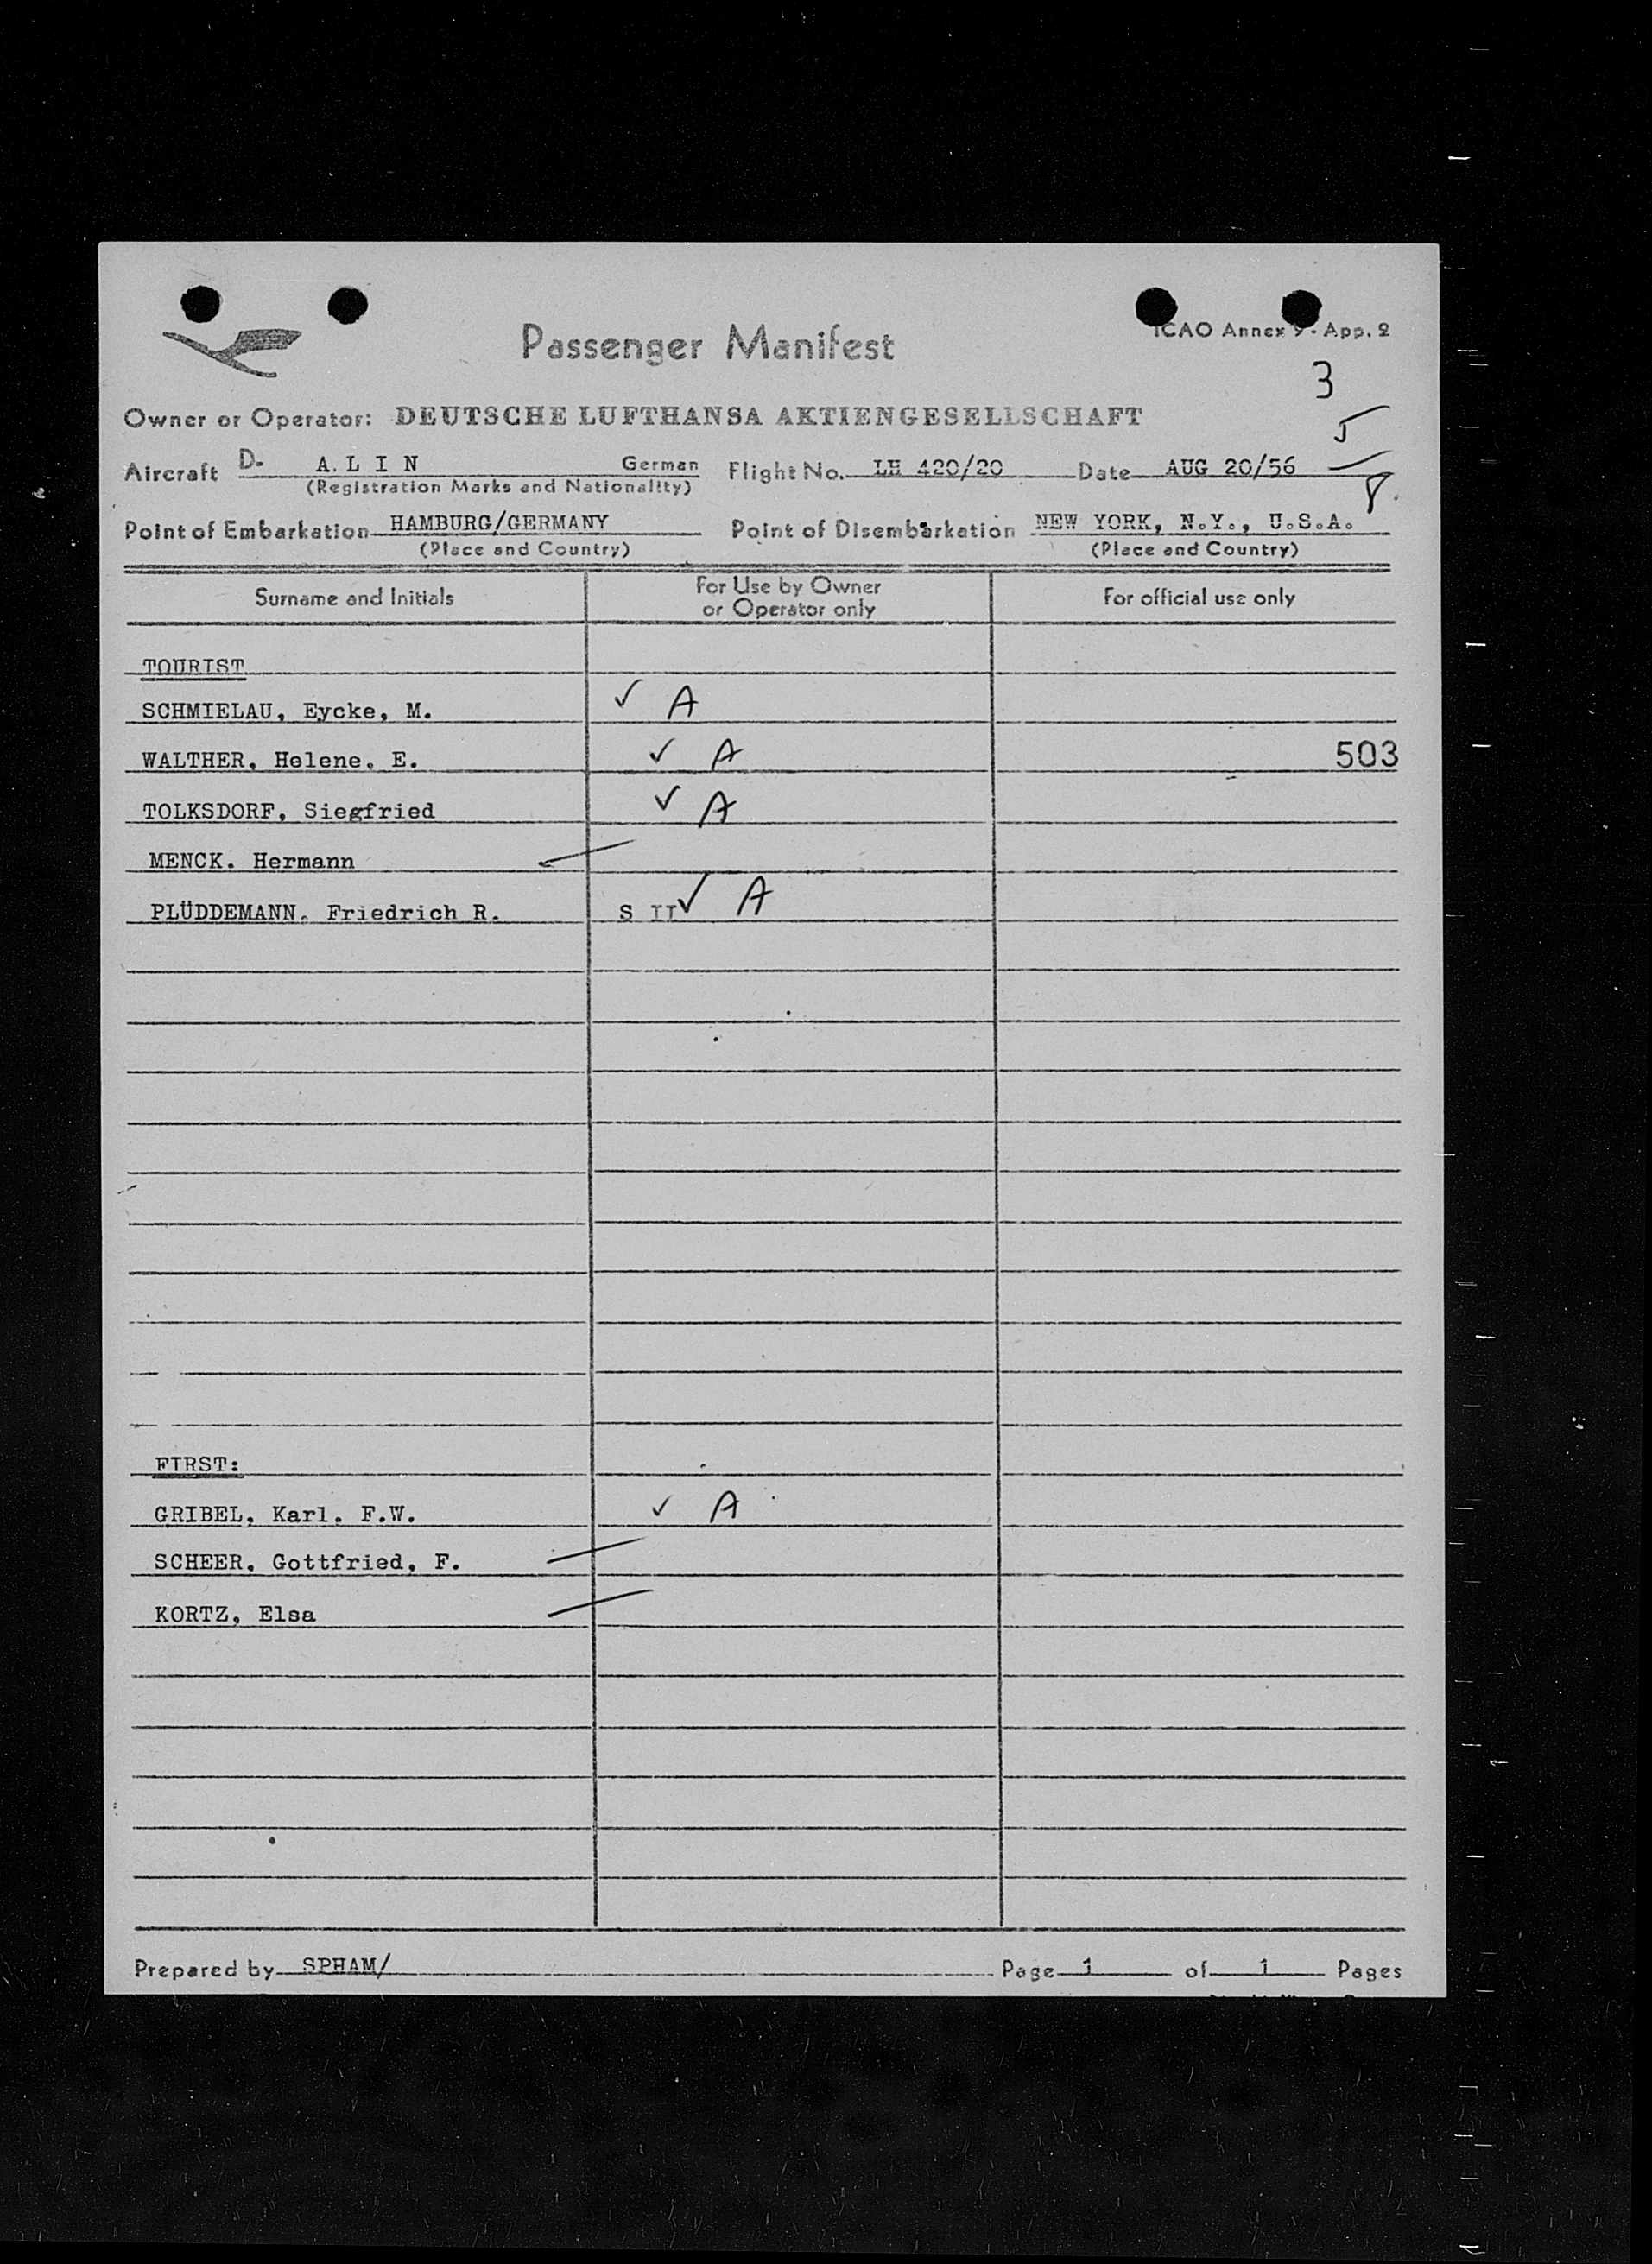 Passenger Manifest
ICAO Annex 9 - App. 2
3
5
8
Owner or Operator: DEUTSCHE LUFTHANSA AKTIENGESELLSCHAFT
Aircraft D- A.L I N German Flight No. LH 420/20 Date AUG 20/56
(Registration Marks and Nationality)
Point of Embarkation HAMBURG/GERMANY Point of Disembarkation NEW YORK, N.Y., U.S.A.
(Place and Country) (Place and Country)
Surname and Initials For Use by Owner or Operator only For official use only
TOURIST
SCHMIELAU, Eycke, M. ✓ A
WALTHER, Helene, E. ✓ A 503
TOLKSDORF, Siegfried ✓ A
MENCK. Hermann
PLÜDDEMANN, Friedrich R. S II ✓ A
FIRST:
GRIBEL, Karl. F.W. ✓ A
SCHEER, Gottfried, F.
KORTZ, Elsa
Prepared by SPHAM/ Page 1 of 1 Pages